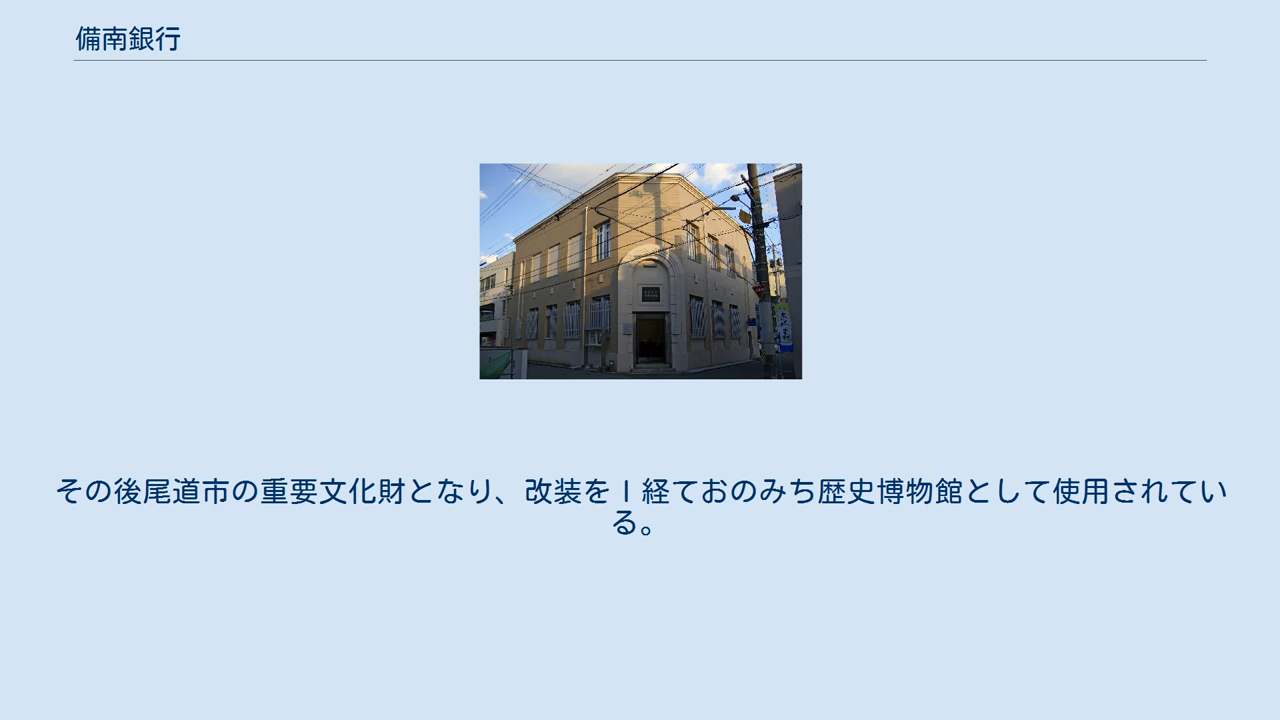 備南銀行
その後尾道市の重要文化財となり、改装を｜経ておのみち歴史博物館として使用されてい
る。